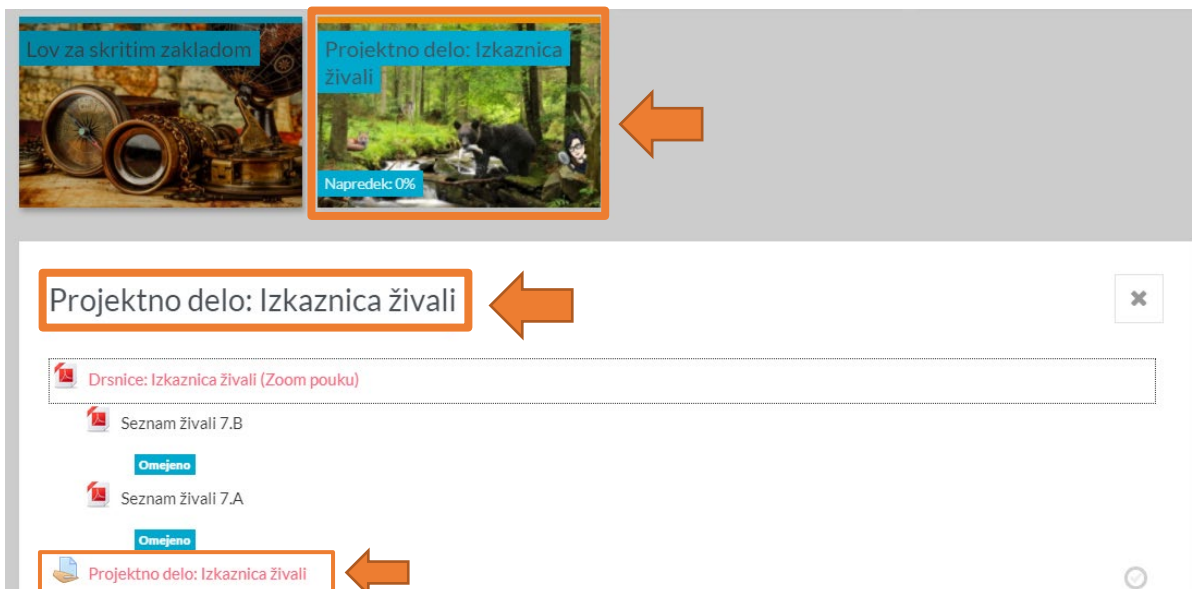 Lov za skritim zakladom
Projektno delo: Izkaznica
živali
Napredek: 0%
Projektno delo: Izkaznica živali
Drsnice: Izkaznica živali (Zoom pouku)
Seznam živali 7.B
Omejeno
Seznam živali 7.A
Omejeno
Projektno delo: Izkaznica živali